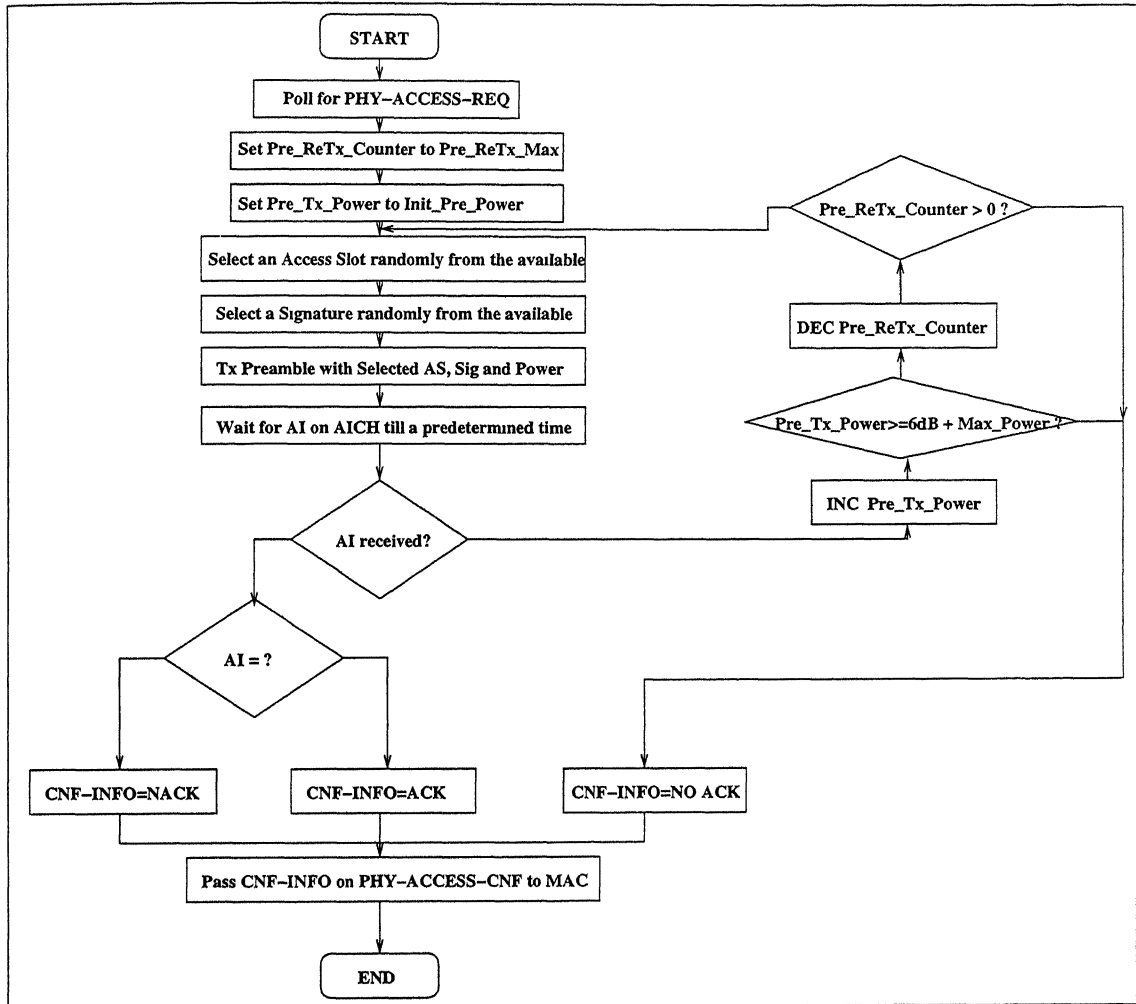 START
Poll for PHY-ACCESS-REQ
Set Pre_ReTx_Counter to Pre_ReTx_Max
Set Pre_Tx_Power to Init_Pre_Power
Select an Access Slot randomly from the available
Select a Signature randomly from the available
Tx Preamble with Selected AS, Sig and Power
Wait for AI on AICH till a predetermined time
AI received?
AI = ?
Pre_ReTx_Counter > 0 ?
DEC Pre_ReTx_Counter
Pre_Tx_Power>=6dB + Max_Power ?
INC Pre_Tx_Power
CNF-INFO=NACK
CNF-INFO=ACK
CNF-INFO=NO ACK
Pass CNF-INFO on PHY-ACCESS-CNF to MAC
END